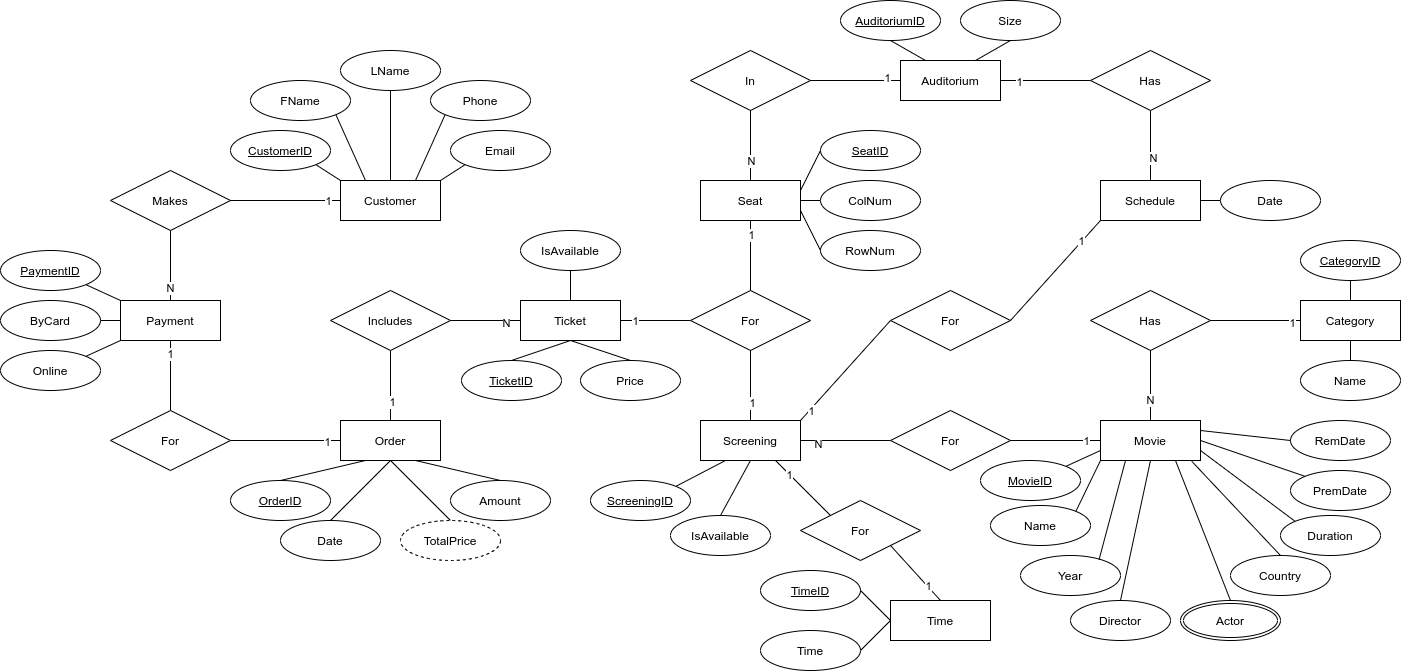 AuditoriumID
Size
LName
In
1
Auditorium
1
Has
FName
Phone
CustomerID
Email
SeatID
N
N
Makes
1
Customer
Seat
ColNum
Schedule
Date
1
1
IsAvailable
RowNum
PaymentID
CategoryID
N
ByCard
Payment
Includes
N
Ticket
1
For
For
Has
1
Category
1
Online
TicketID
Price
Name
1
1
1
N
For
1
Order
Screening
N
For
1
Movie
RemDate
1
MovieID
PremDate
OrderID
Amount
ScreeningID
Name
Date
TotalPrice
IsAvailable
For
Duration
Year
Country
TimeID
1
Time
Director
Actor
Time